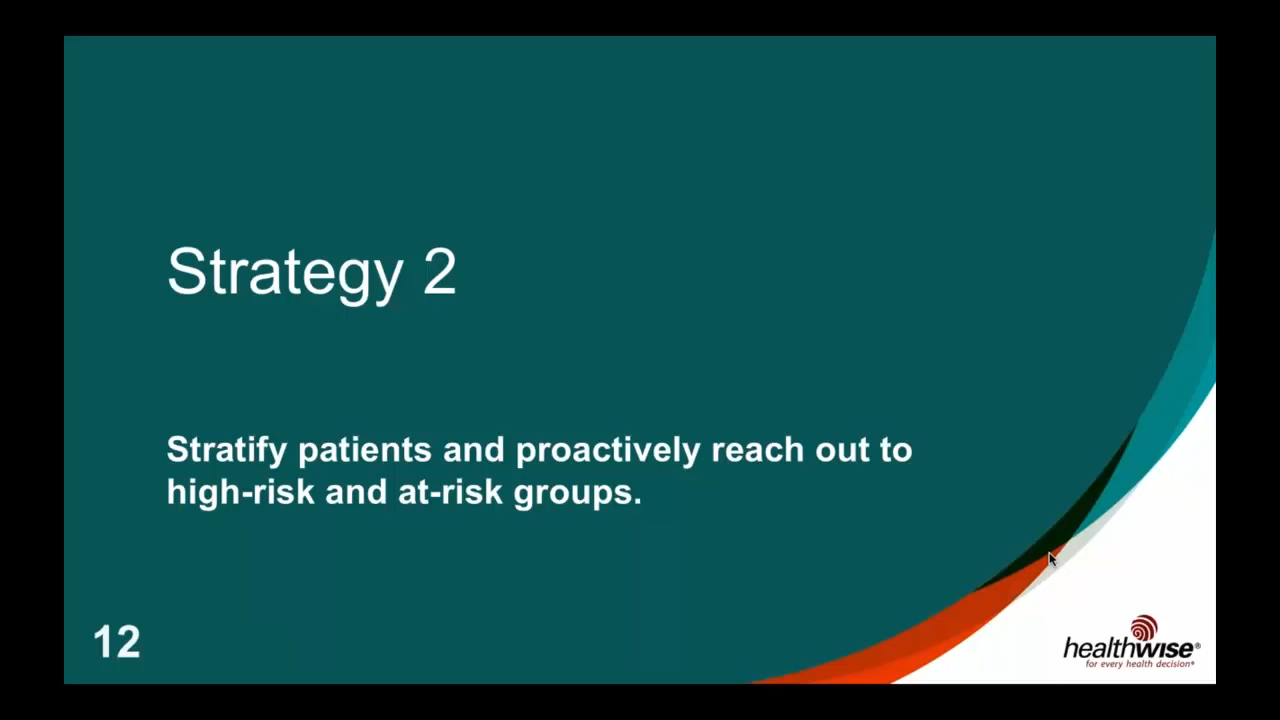 Strategy 2
Stratify patients and proactively reach out to
high-risk and at-risk groups.
12
healthwise®
for every health decision®